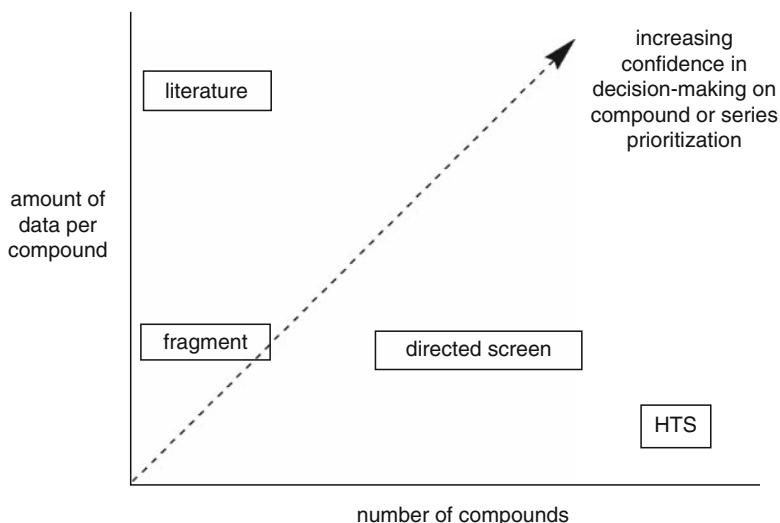 increasing
confidence in
decision-making on
compound or series
prioritization
literature
amount of
data per
compound
fragment
directed screen
HTS
number of compounds